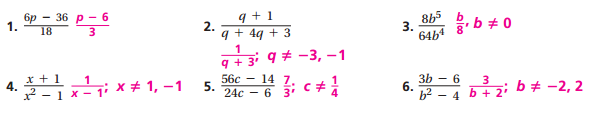 1. (6p − 36)/18 (p − 6)/3
2. (q + 1)/(q + 4q + 3) 1/(q + 3); q ≠ −3, −1
3. 8b⁵/64b⁴ b/8, b ≠ 0
4. (x + 1)/(x² − 1) 1/(x − 1); x ≠ 1, −1
5. (56c − 14)/(24c − 6) 7/3; c ≠ 1/4
6. (3b − 6)/(b² − 4) 3/(b + 2); b ≠ −2, 2